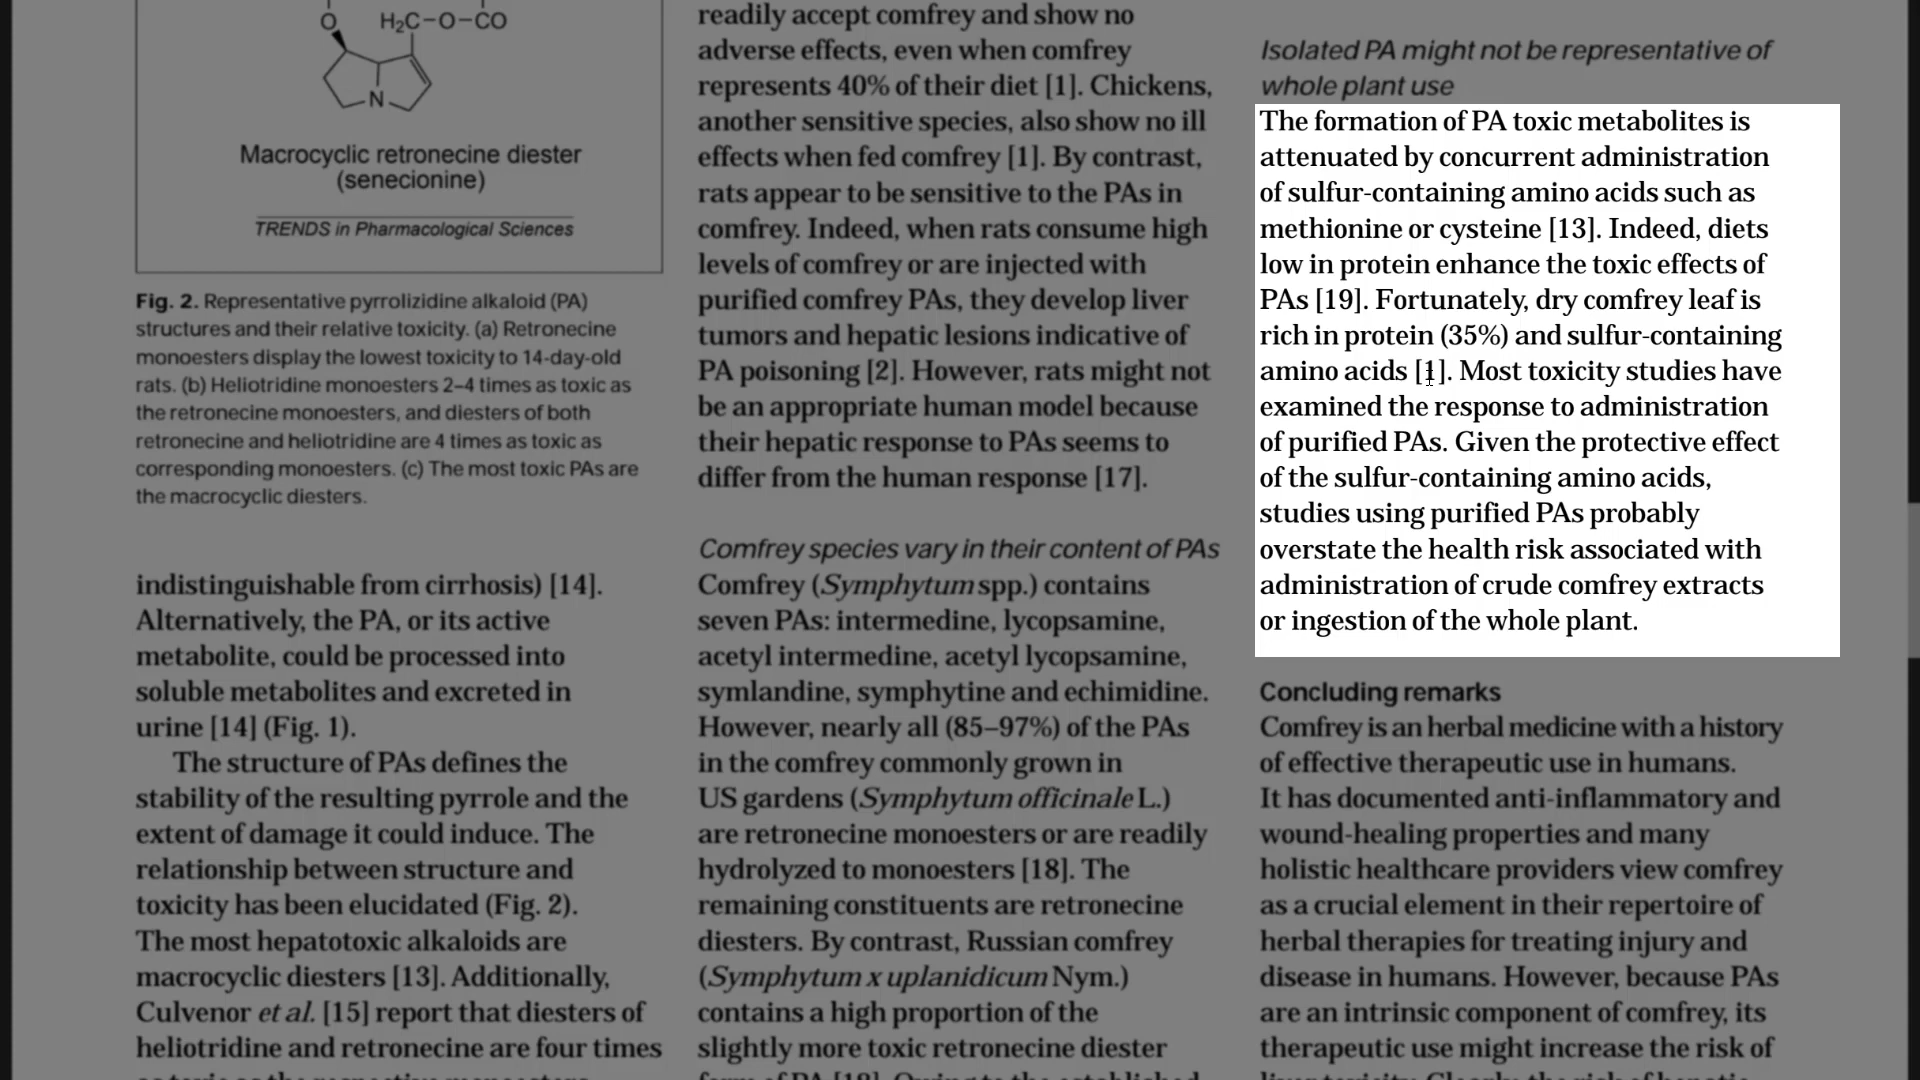 O H₂C–O–CO
N
Macrocyclic retronecine diester
(senecionine)
TRENDS in Pharmacological Sciences
Fig. 2. Representative pyrrolizidine alkaloid (PA)
structures and their relative toxicity. (a) Retronecine
monoesters display the lowest toxicity to 14-day-old
rats. (b) Heliotridine monoesters 2–4 times as toxic as
the retronecine monoesters, and diesters of both
retronecine and heliotridine are 4 times as toxic as
corresponding monoesters. (c) The most toxic PAs are
the macrocyclic diesters.
indistinguishable from cirrhosis) [14].
Alternatively, the PA, or its active
metabolite, could be processed into
soluble metabolites and excreted in
urine [14] (Fig. 1).
The structure of PAs defines the
stability of the resulting pyrrole and the
extent of damage it could induce. The
relationship between structure and
toxicity has been elucidated (Fig. 2).
The most hepatotoxic alkaloids are
macrocyclic diesters [13]. Additionally,
Culvenor et al. [15] report that diesters of
heliotridine and retronecine are four times
readily accept comfrey and show no
adverse effects, even when comfrey
represents 40% of their diet [1]. Chickens,
another sensitive species, also show no ill
effects when fed comfrey [1]. By contrast,
rats appear to be sensitive to the PAs in
comfrey. Indeed, when rats consume high
levels of comfrey or are injected with
purified comfrey PAs, they develop liver
tumors and hepatic lesions indicative of
PA poisoning [2]. However, rats might not
be an appropriate human model because
their hepatic response to PAs seems to
differ from the human response [17].
Comfrey species vary in their content of PAs
Comfrey (Symphytum spp.) contains
seven PAs: intermedine, lycopsamine,
acetyl intermedine, acetyl lycopsamine,
symlandine, symphytine and echimidine.
However, nearly all (85–97%) of the PAs
in the comfrey commonly grown in
US gardens (Symphytum officinale L.)
are retronecine monoesters or are readily
hydrolyzed to monoesters [18]. The
remaining constituents are retronecine
diesters. By contrast, Russian comfrey
(Symphytum x uplanidicum Nym.)
contains a high proportion of the
slightly more toxic retronecine diester
Isolated PA might not be representative of
whole plant use
The formation of PA toxic metabolites is
attenuated by concurrent administration
of sulfur-containing amino acids such as
methionine or cysteine [13]. Indeed, diets
low in protein enhance the toxic effects of
PAs [19]. Fortunately, dry comfrey leaf is
rich in protein (35%) and sulfur-containing
amino acids [1]. Most toxicity studies have
examined the response to administration
of purified PAs. Given the protective effect
of the sulfur-containing amino acids,
studies using purified PAs probably
overstate the health risk associated with
administration of crude comfrey extracts
or ingestion of the whole plant.
Concluding remarks
Comfrey is an herbal medicine with a history
of effective therapeutic use in humans.
It has documented anti-inflammatory and
wound-healing properties and many
holistic healthcare providers view comfrey
as a crucial element in their repertoire of
herbal therapies for treating injury and
disease in humans. However, because PAs
are an intrinsic component of comfrey, its
therapeutic use might increase the risk of